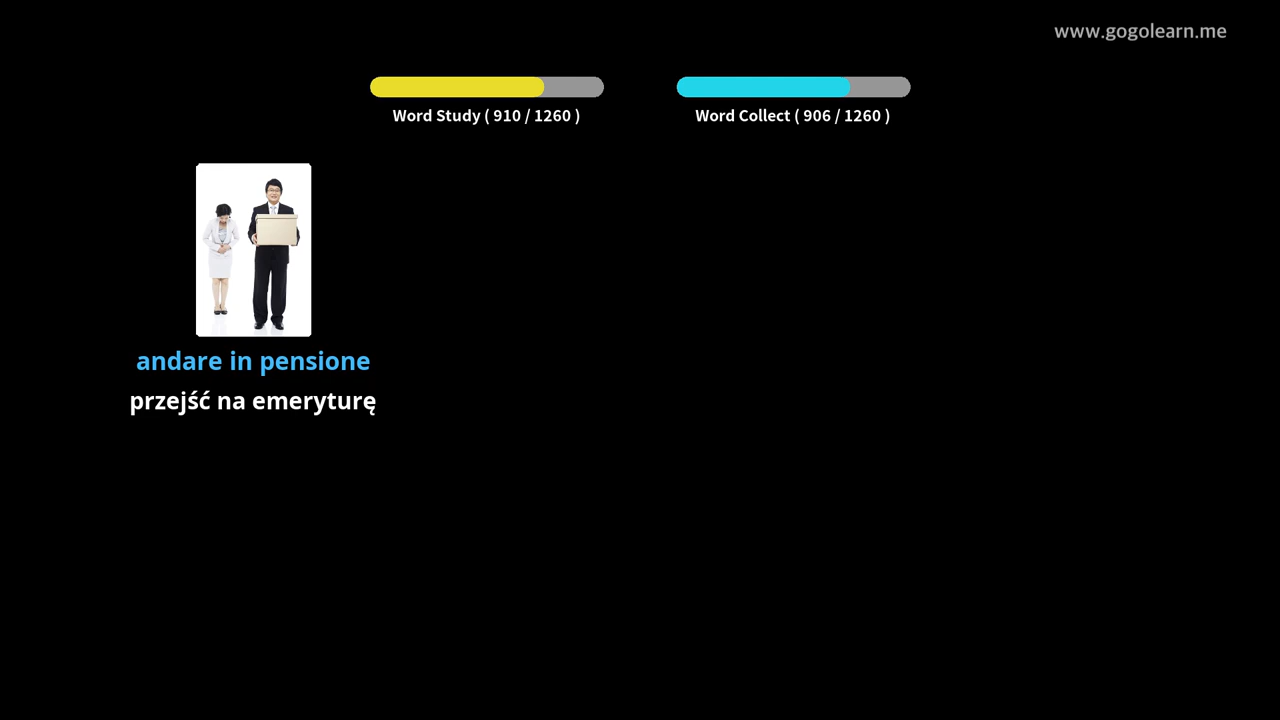 www.gogolearn.me
Word Study ( 910 / 1260 )
Word Collect ( 906 / 1260 )
andare in pensione
przejść na emeryturę